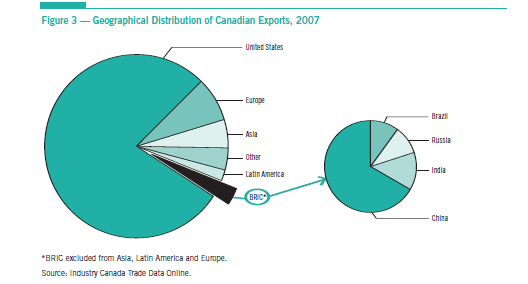 Figure 3 — Geographical Distribution of Canadian Exports, 2007
United States
Europe
Asia
Other
Latin America
BRIC*
Brazil
Russia
India
China
*BRIC excluded from Asia, Latin America and Europe.
Source: Industry Canada Trade Data Online.